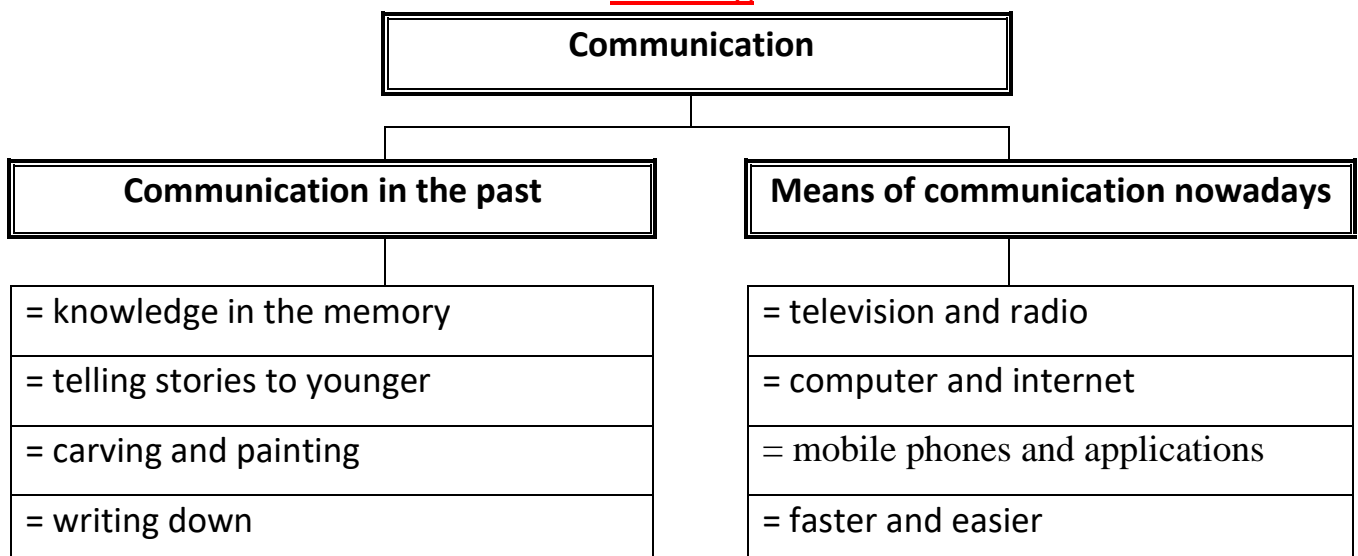 Communication
Communication in the past
Means of communication nowadays
= knowledge in the memory
= telling stories to younger
= carving and painting
= writing down
= television and radio
= computer and internet
= mobile phones and applications
= faster and easier